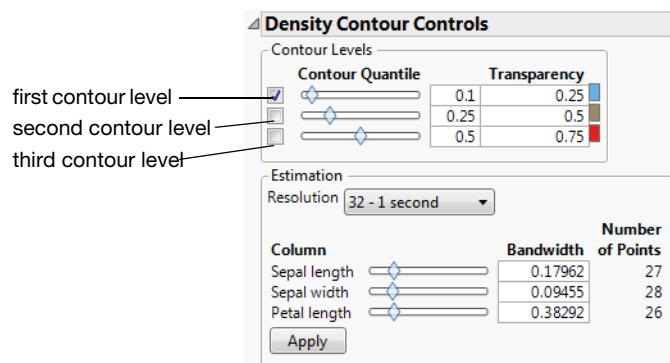 Density Contour Controls
Contour Levels
Contour Quantile Transparency
first contour level 0.1 0.25
second contour level 0.25 0.5
third contour level 0.5 0.75
Estimation
Resolution 32 - 1 second
Column Bandwidth Number of Points
Sepal length 0.17962 27
Sepal width 0.09455 28
Petal length 0.38292 26
Apply